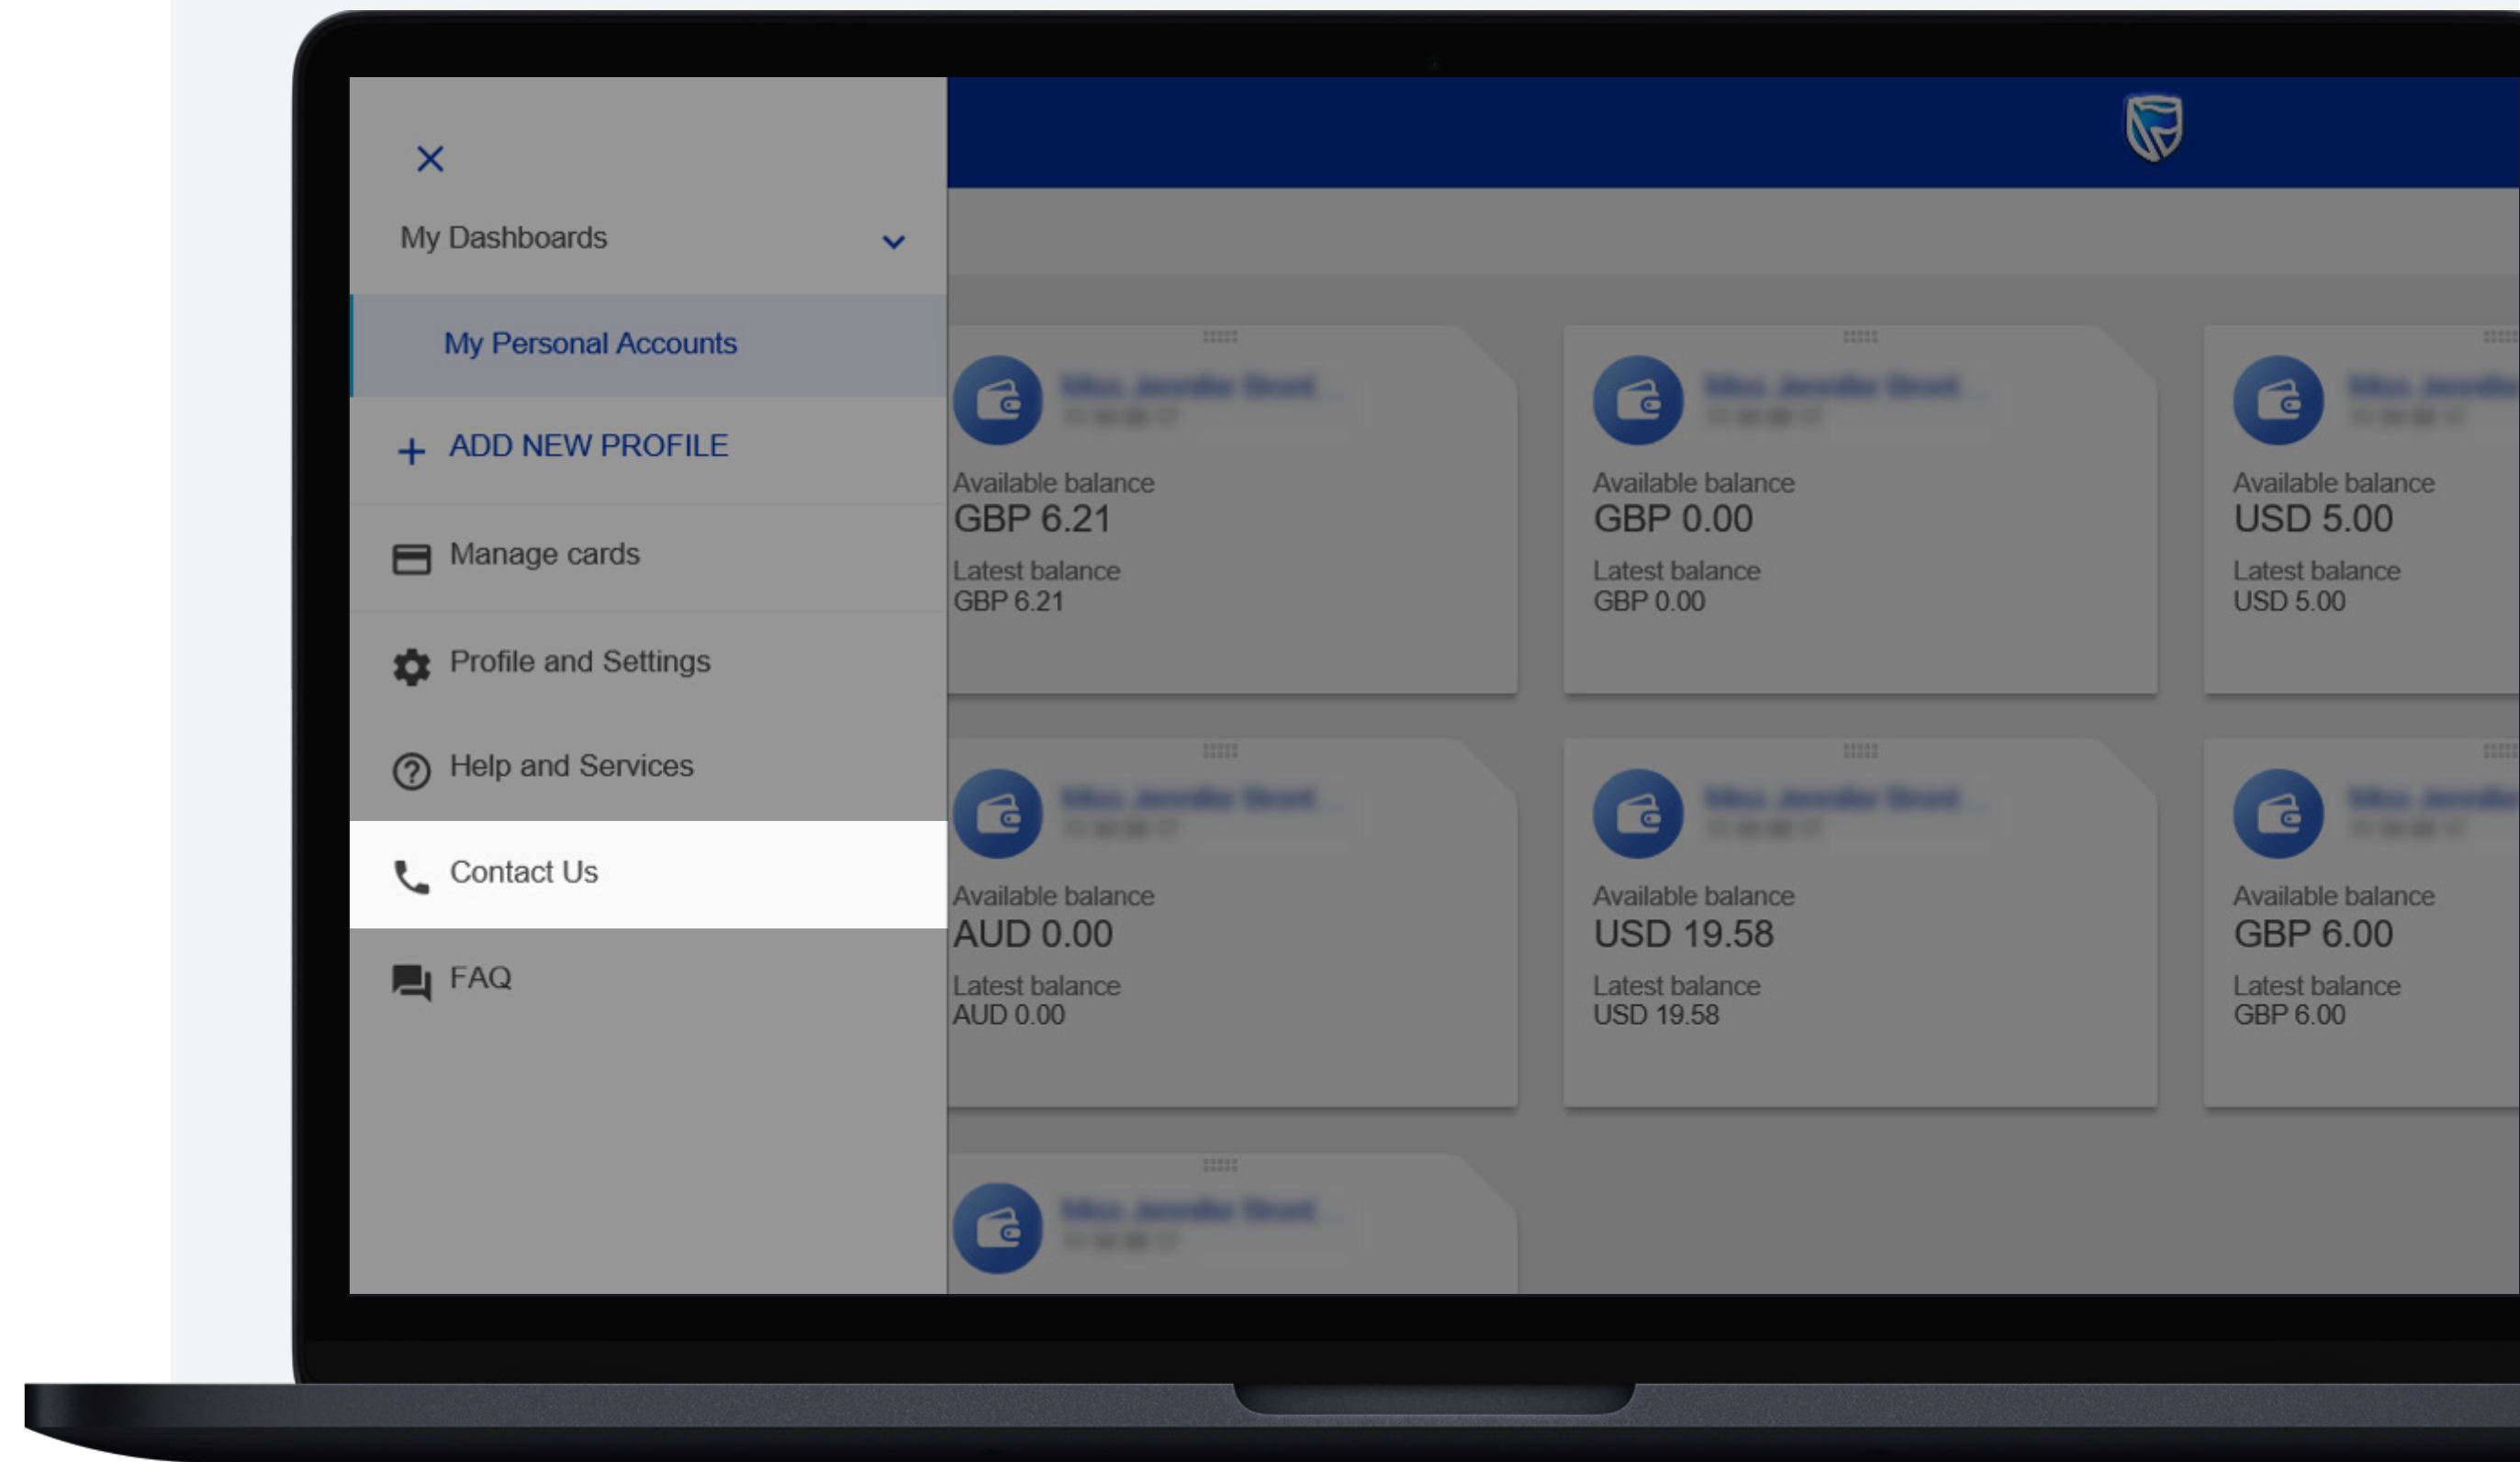 My Dashboards
My Personal Accounts
+ ADD NEW PROFILE
Manage cards
Profile and Settings
Help and Services
Contact Us
FAQ
Available balance
GBP 6.21
Latest balance
GBP 6.21
Available balance
GBP 0.00
Latest balance
GBP 0.00
Available balance
USD 5.00
Latest balance
USD 5.00
Available balance
AUD 0.00
Latest balance
AUD 0.00
Available balance
USD 19.58
Latest balance
USD 19.58
Available balance
GBP 6.00
Latest balance
GBP 6.00